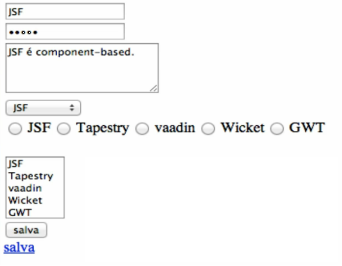 JSF
•••••
JSF é component-based.
JSF
JSF Tapestry vaadin Wicket GWT
JSF
Tapestry
vaadin
Wicket
GWT
salva
salva